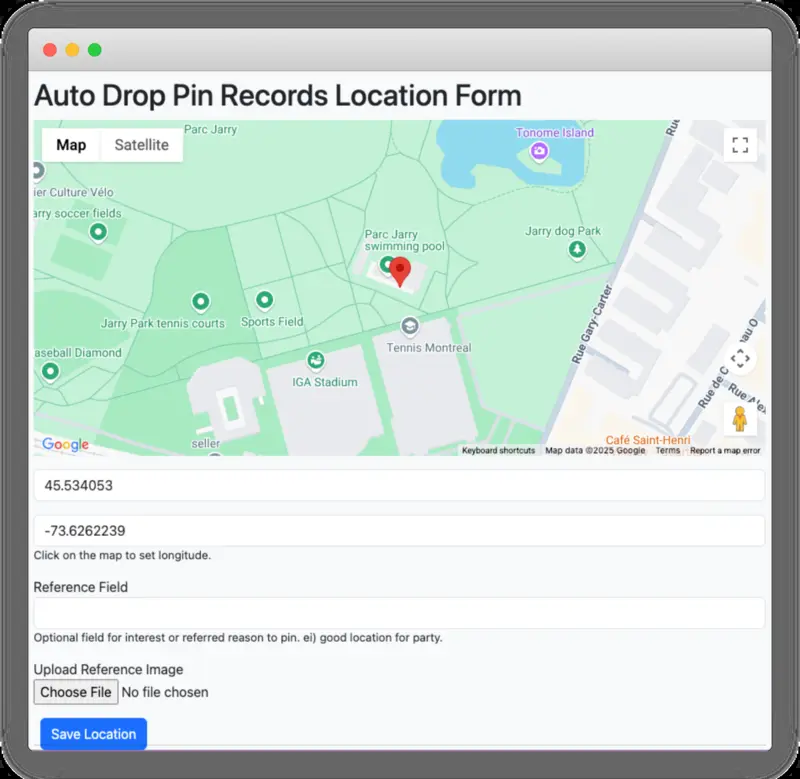 Auto Drop Pin Records Location Form
Map
Satellite
Parc Jarry
Tonome Island
Rue
ier Culture Vélo
arry soccer fields
Parc Jarry
swimming pool
Jarry dog Park
Jarry Park tennis courts
Sports Field
Tennis Montreal
Rue Gary-Carter
aseball Diamond
IGA Stadium
au O
Rue de C
Rue Ale
seller
Café Saint-Henri
Google
Keyboard shortcuts
Map data ©2025 Google
Terms
Report a map error
45.534053
-73.6262239
Click on the map to set longitude.
Reference Field
Optional field for interest or referred reason to pin. ei) good location for party.
Upload Reference Image
Choose File No file chosen
Save Location